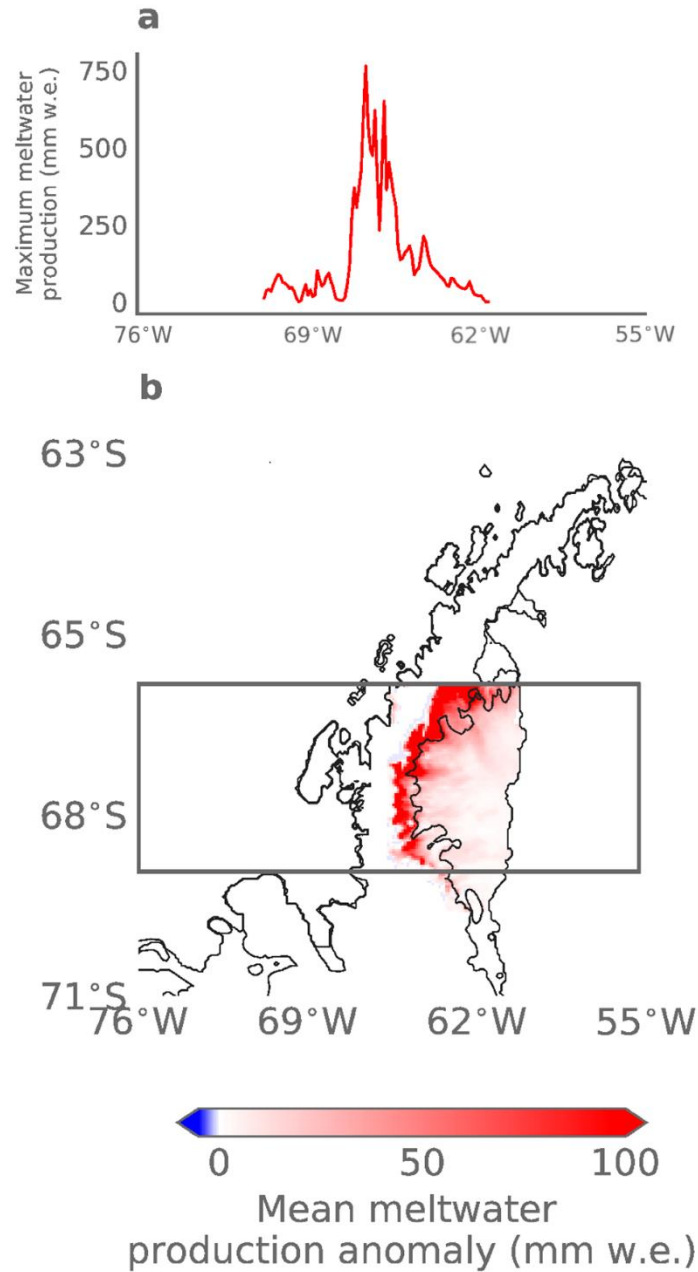 a
Maximum meltwater
production (mm w.e.)
750
500
250
0
76°W 69°W 62°W 55°W
b
63°S
65°S
68°S
71°S
76°W 69°W 62°W 55°W
0 50 100
Mean meltwater
production anomaly (mm w.e.)